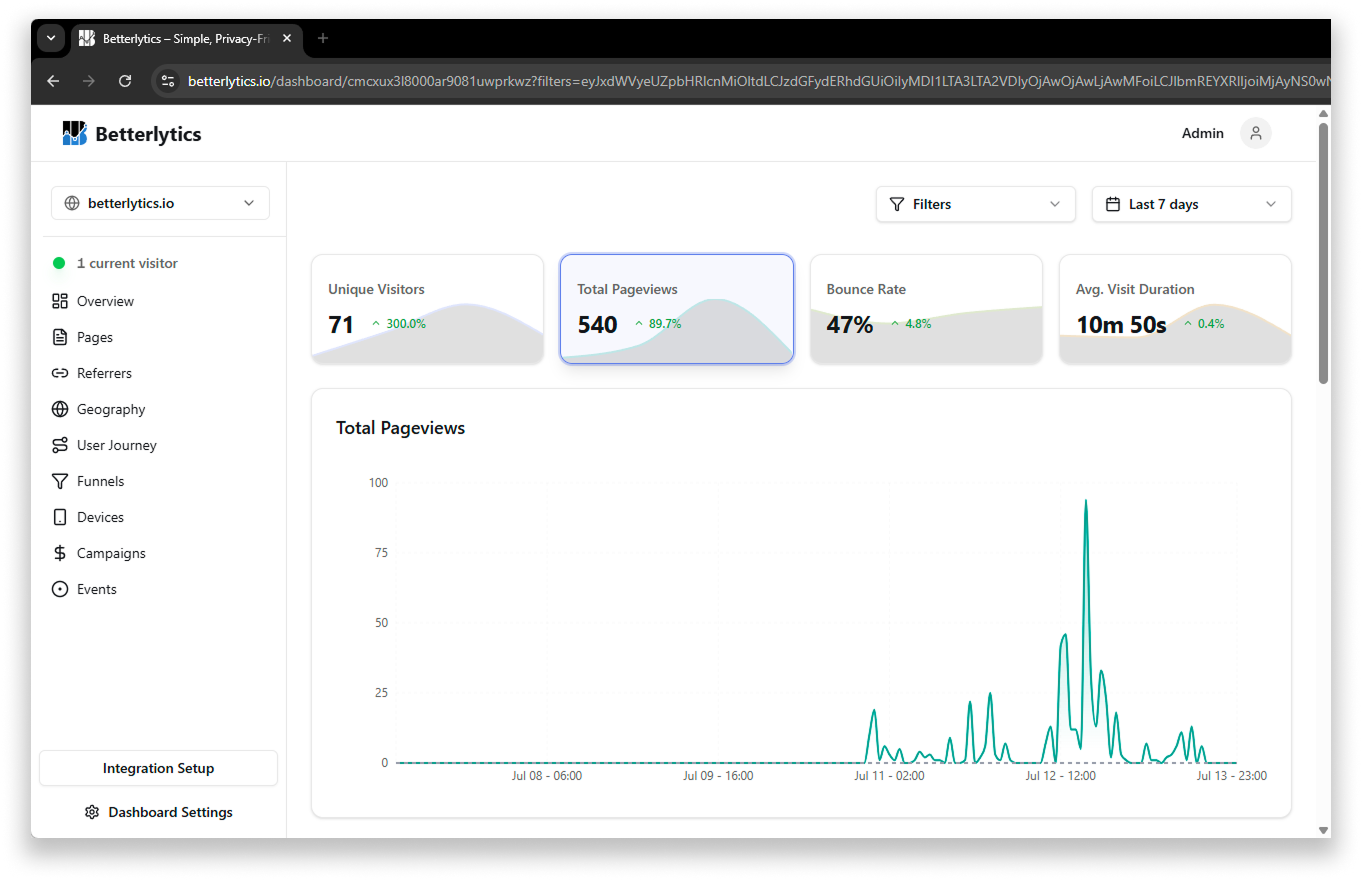 Betterlytics – Simple, Privacy-Fri
betterlytics.io/dashboard/cmcxux3l8000ar9081uwprkwz?filters=
Betterlytics
Admin
betterlytics.io
Filters
Last 7 days
1 current visitor
Overview
Pages
Referrers
Geography
User Journey
Funnels
Devices
Campaigns
Events
Integration Setup
Dashboard Settings
Unique Visitors
71 300.0%
Total Pageviews
540 89.7%
Bounce Rate
47% 4.8%
Avg. Visit Duration
10m 50s 0.4%
Total Pageviews
100
75
50
25
0
Jul 08 - 06:00
Jul 09 - 16:00
Jul 11 - 02:00
Jul 12 - 12:00
Jul 13 - 23:00